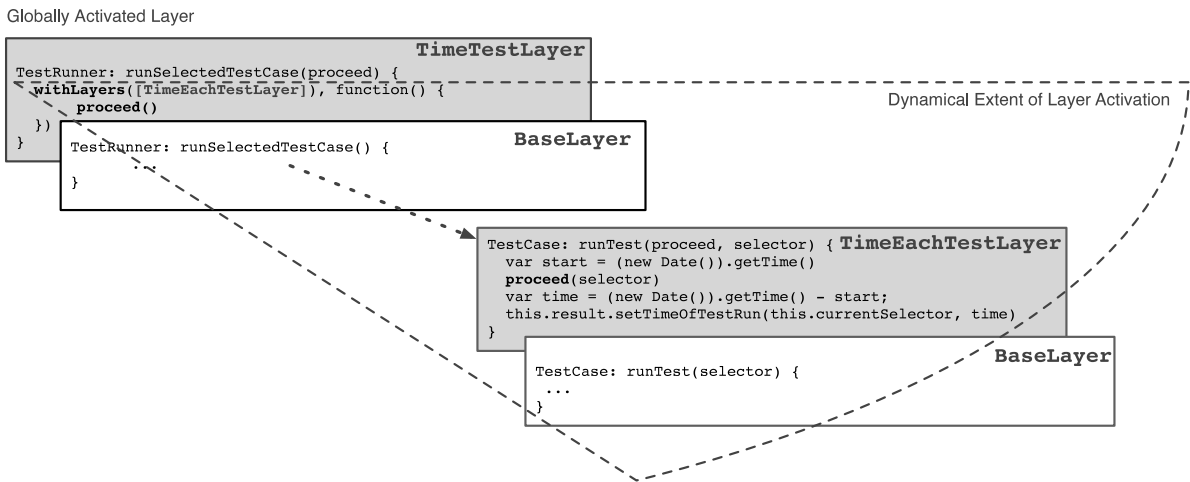 Globally Activated Layer
TimeTestLayer
TestRunner: runSelectedTestCase(proceed) {
withLayers([TimeEachTestLayer]), function() {
proceed()
})
}
Dynamical Extent of Layer Activation
BaseLayer
TestRunner: runSelectedTestCase() {
...
}
TestCase: runTest(proceed, selector) { TimeEachTestLayer
var start = (new Date()).getTime()
proceed(selector)
var time = (new Date()).getTime() - start;
this.result.setTimeOfTestRun(this.currentSelector, time)
}
BaseLayer
TestCase: runTest(selector) {
...
}